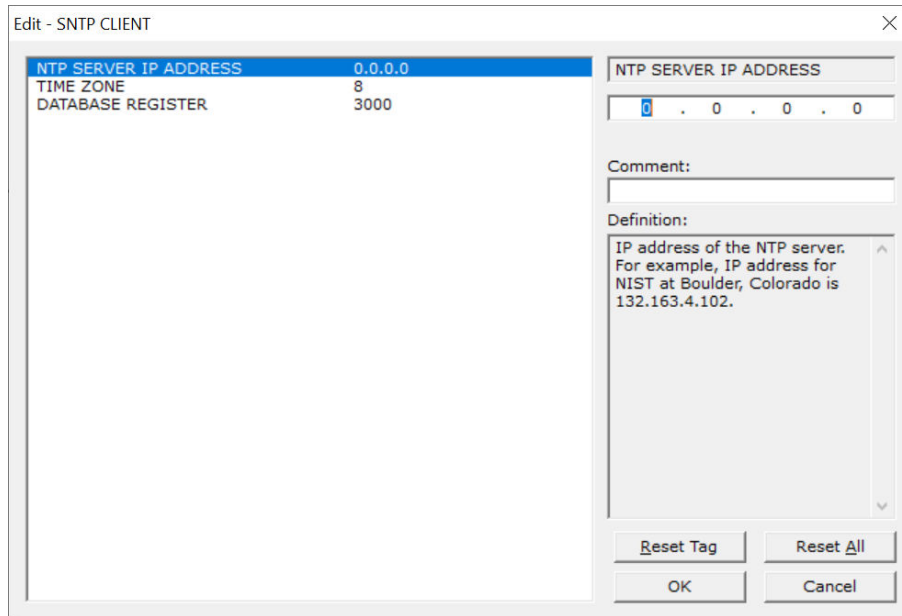 Edit - SNTP CLIENT
NTP SERVER IP ADDRESS 0.0.0.0
TIME ZONE 8
DATABASE REGISTER 3000
NTP SERVER IP ADDRESS
0 . 0 . 0 . 0
Comment:
Definition:
IP address of the NTP server.
For example, IP address for
NIST at Boulder, Colorado is
132.163.4.102.
Reset Tag Reset All
OK Cancel